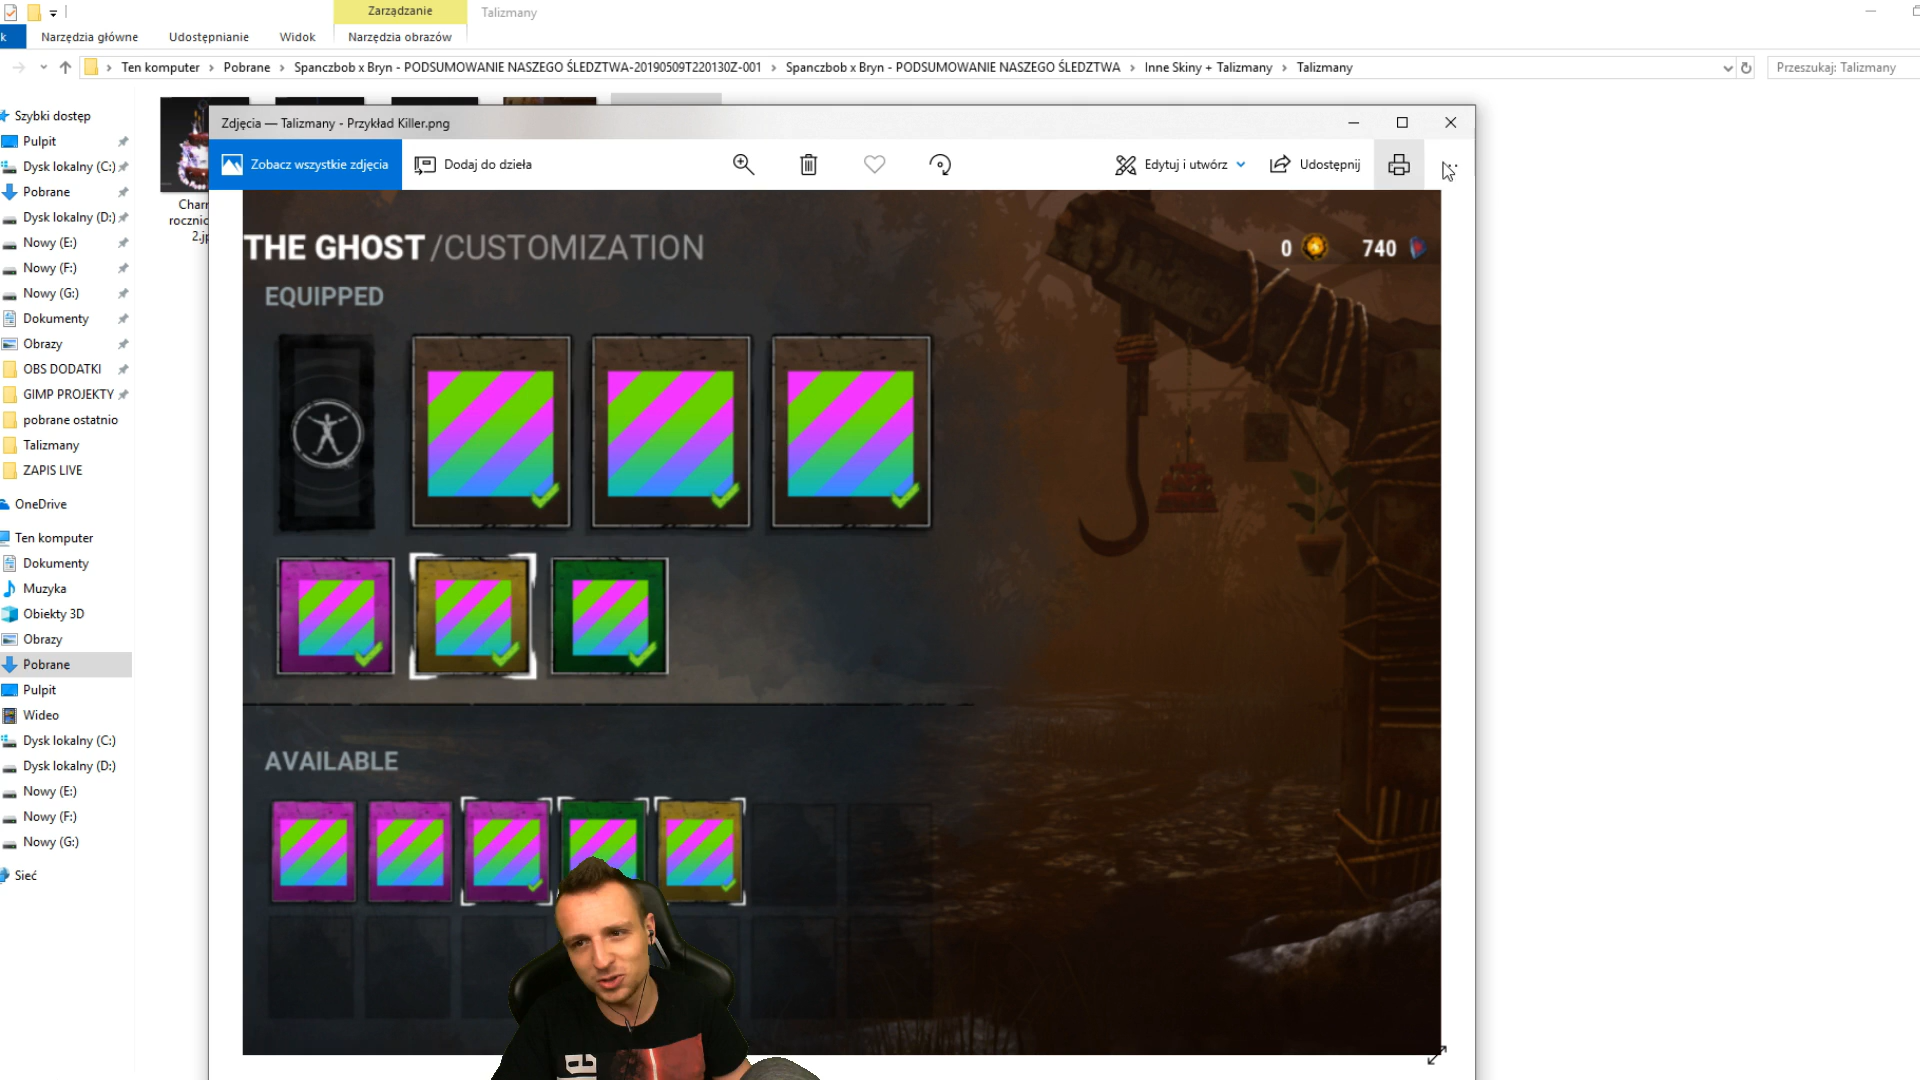 Zarządzanie
Talizmany
k
Narzędzia główne
Udostępnianie
Widok
Narzędzia obrazów
Ten komputer
Pobrane
Spanczbob x Bryn - PODSUMOWANIE NASZEGO ŚLEDZTWA-20190509T220130Z-001
Spanczbob x Bryn - PODSUMOWANIE NASZEGO ŚLEDZTWA
Inne Skiny + Talizmany
Talizmany
Przeszukaj: Talizmany
Szybki dostęp
Pulpit
Dysk lokalny (C:)
Pobrane
Dysk lokalny (D:)
Nowy (E:)
Nowy (F:)
Nowy (G:)
Dokumenty
Obrazy
OBS DODATKI
GIMP PROJEKTY
pobrane ostatnio
Talizmany
ZAPIS LIVE
OneDrive
Ten komputer
Dokumenty
Muzyka
Obiekty 3D
Obrazy
Pobrane
Pulpit
Wideo
Dysk lokalny (C:)
Dysk lokalny (D:)
Nowy (E:)
Nowy (F:)
Nowy (G:)
Sieć
Zdjęcia — Talizmany - Przykład Killer.png
Zobacz wszystkie zdjęcia
Dodaj do dzieła
Edytuj i utwórz
Udostępnij
THE GHOST/CUSTOMIZATION
0
740
EQUIPPED
AVAILABLE